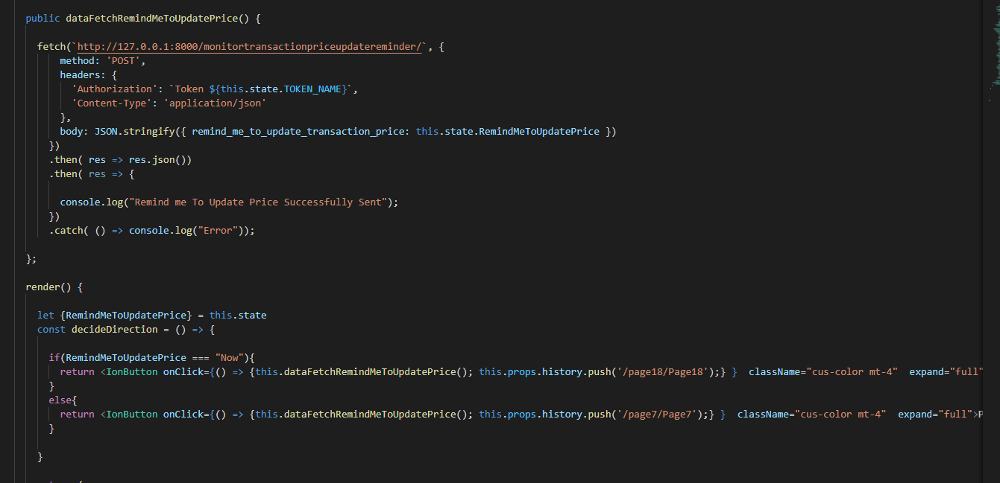 public dataFetchRemindMeToUpdatePrice() {
fetch(`http://127.0.0.1:8000/monitortransactionpriceupdatereminder/`, {
method: 'POST',
headers: {
'Authorization': `Token ${this.state.TOKEN_NAME}`,
'Content-Type': 'application/json'
},
body: JSON.stringify({ remind_me_to_update_transaction_price: this.state.RemindMeToUpdatePrice })
})
.then( res => res.json())
.then( res => {
console.log("Remind me To Update Price Successfully Sent");
})
.catch( () => console.log("Error"));
};
render() {
let {RemindMeToUpdatePrice} = this.state
const decideDirection = () => {
if(RemindMeToUpdatePrice === "Now"){
return <IonButton onClick={() => {this.dataFetchRemindMeToUpdatePrice(); this.props.history.push('/page18/Page18');} } className="cus-color mt-4" expand="full"
}
else{
return <IonButton onClick={() => {this.dataFetchRemindMeToUpdatePrice(); this.props.history.push('/page7/Page7');} } className="cus-color mt-4" expand="full">P
}
}